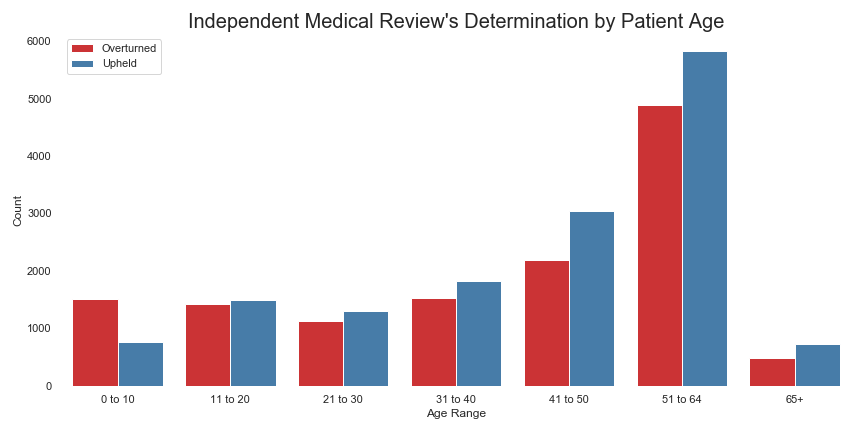 Independent Medical Review's Determination by Patient Age
Overturned
Upheld
6000
5000
4000
3000
2000
1000
0
Count
0 to 10
11 to 20
21 to 30
31 to 40
41 to 50
51 to 64
65+
Age Range